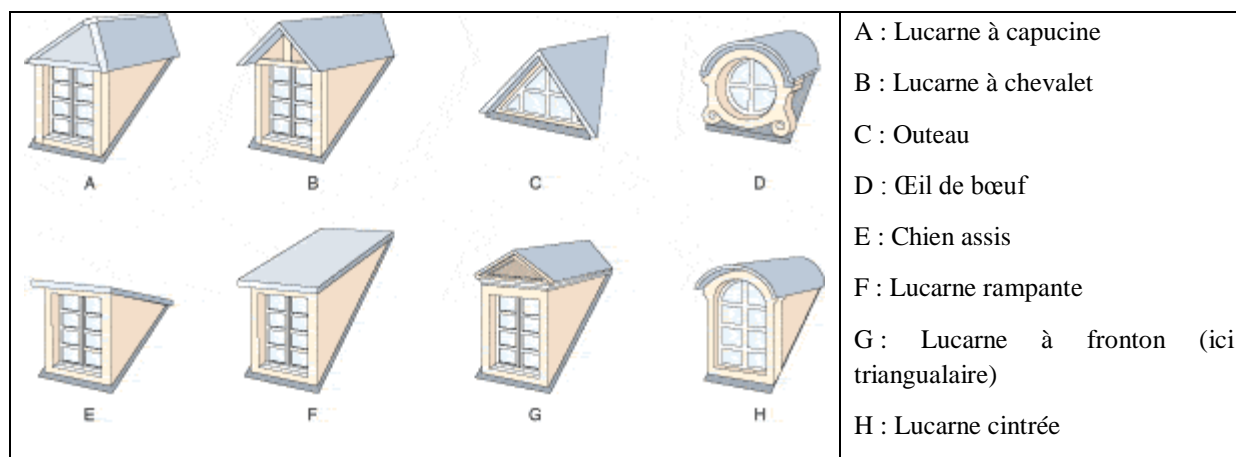 A B C D
E F G H
A : Lucarne à capucine
B : Lucarne à chevalet
C : Outeau
D : Œil de bœuf
E : Chien assis
F : Lucarne rampante
G : Lucarne à fronton (ici
triangualaire)
H : Lucarne cintrée